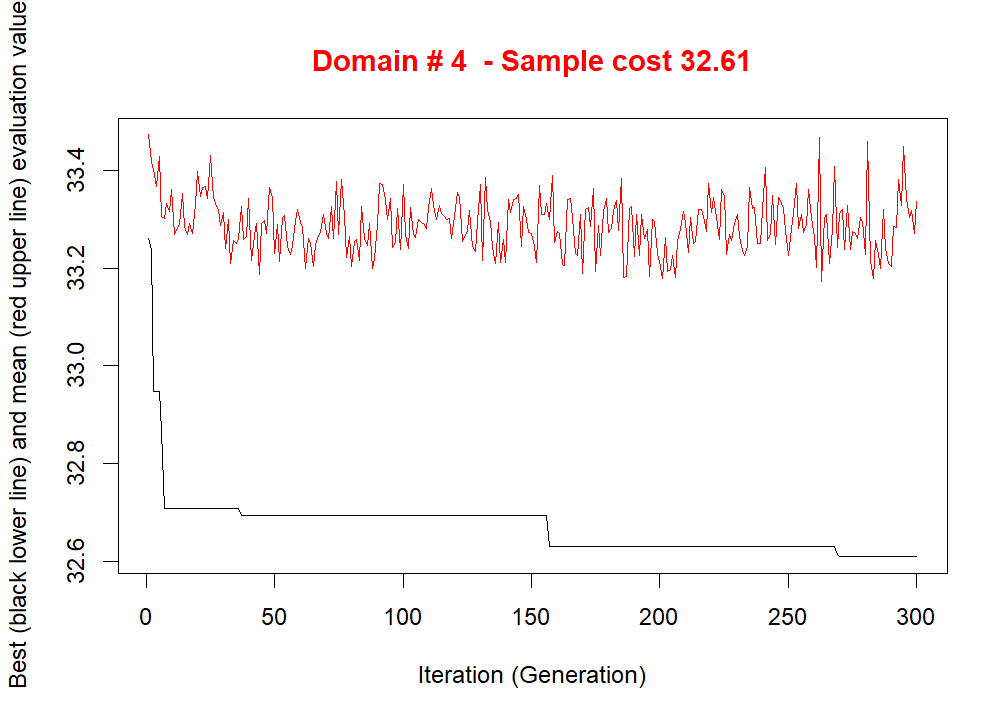 Domain # 4  - Sample cost 32.61
Best (black lower line) and mean (red upper line) evaluation value
33.4
33.2
33.0
32.8
32.6
0 50 100 150 200 250 300
Iteration (Generation)